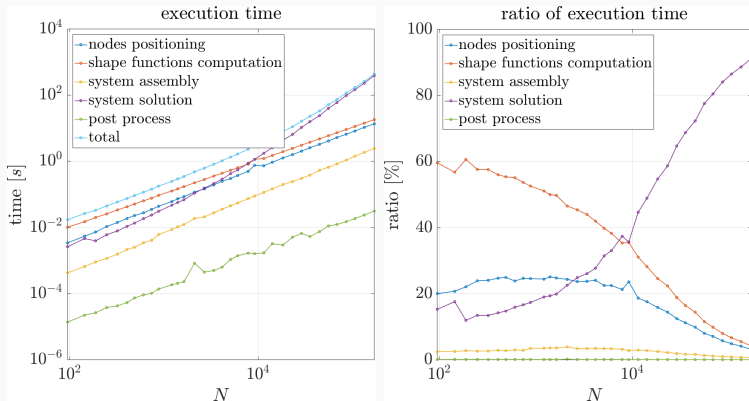 execution time
10^4
10^2
10^0
10^−2
10^−4
10^−6
time [s]
10^2
10^4
N
nodes positioning
shape functions computation
system assembly
system solution
post process
total
ratio of execution time
100
80
60
40
20
0
ratio [%]
10^2
10^4
N
nodes positioning
shape functions computation
system assembly
system solution
post process